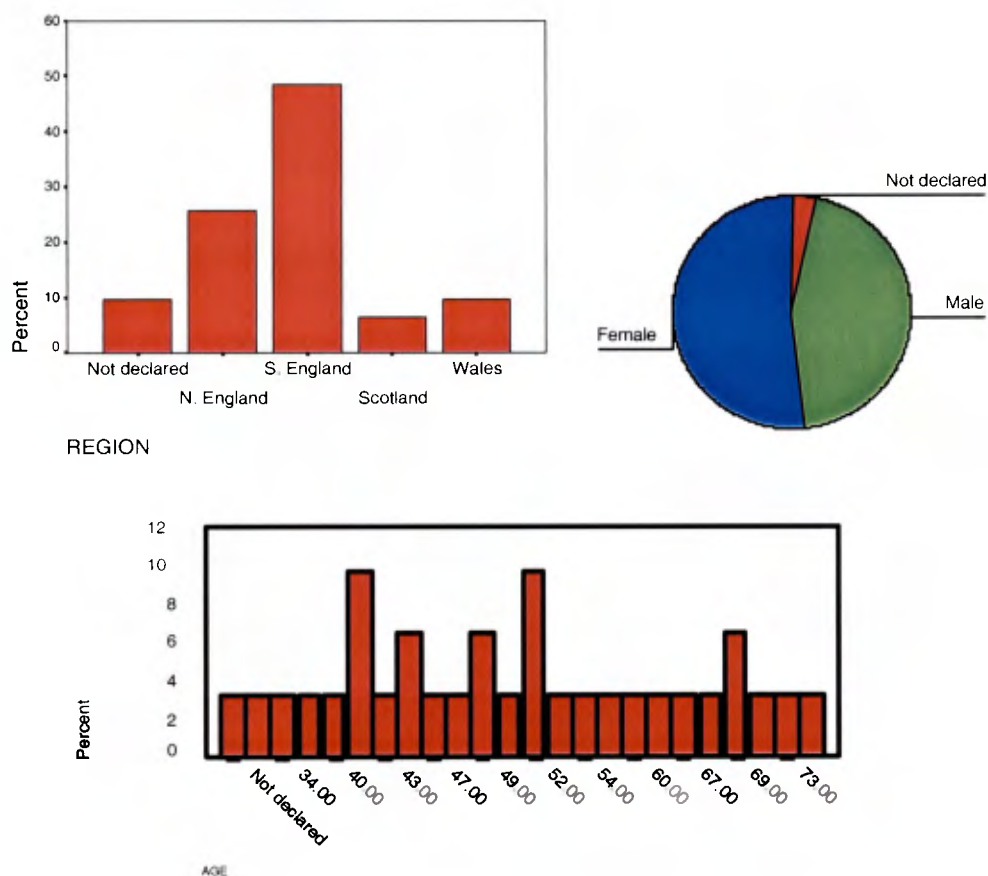 60
50
40
30
20
10
0
Percent
Not declared
S. England
Wales
N. England
Scotland
REGION
Not declared
Male
Female
12
10
8
6
4
2
0
Percent
Not declared
34.00
40.00
43.00
47.00
49.00
52.00
54.00
60.00
67.00
69.00
73.00
AGE